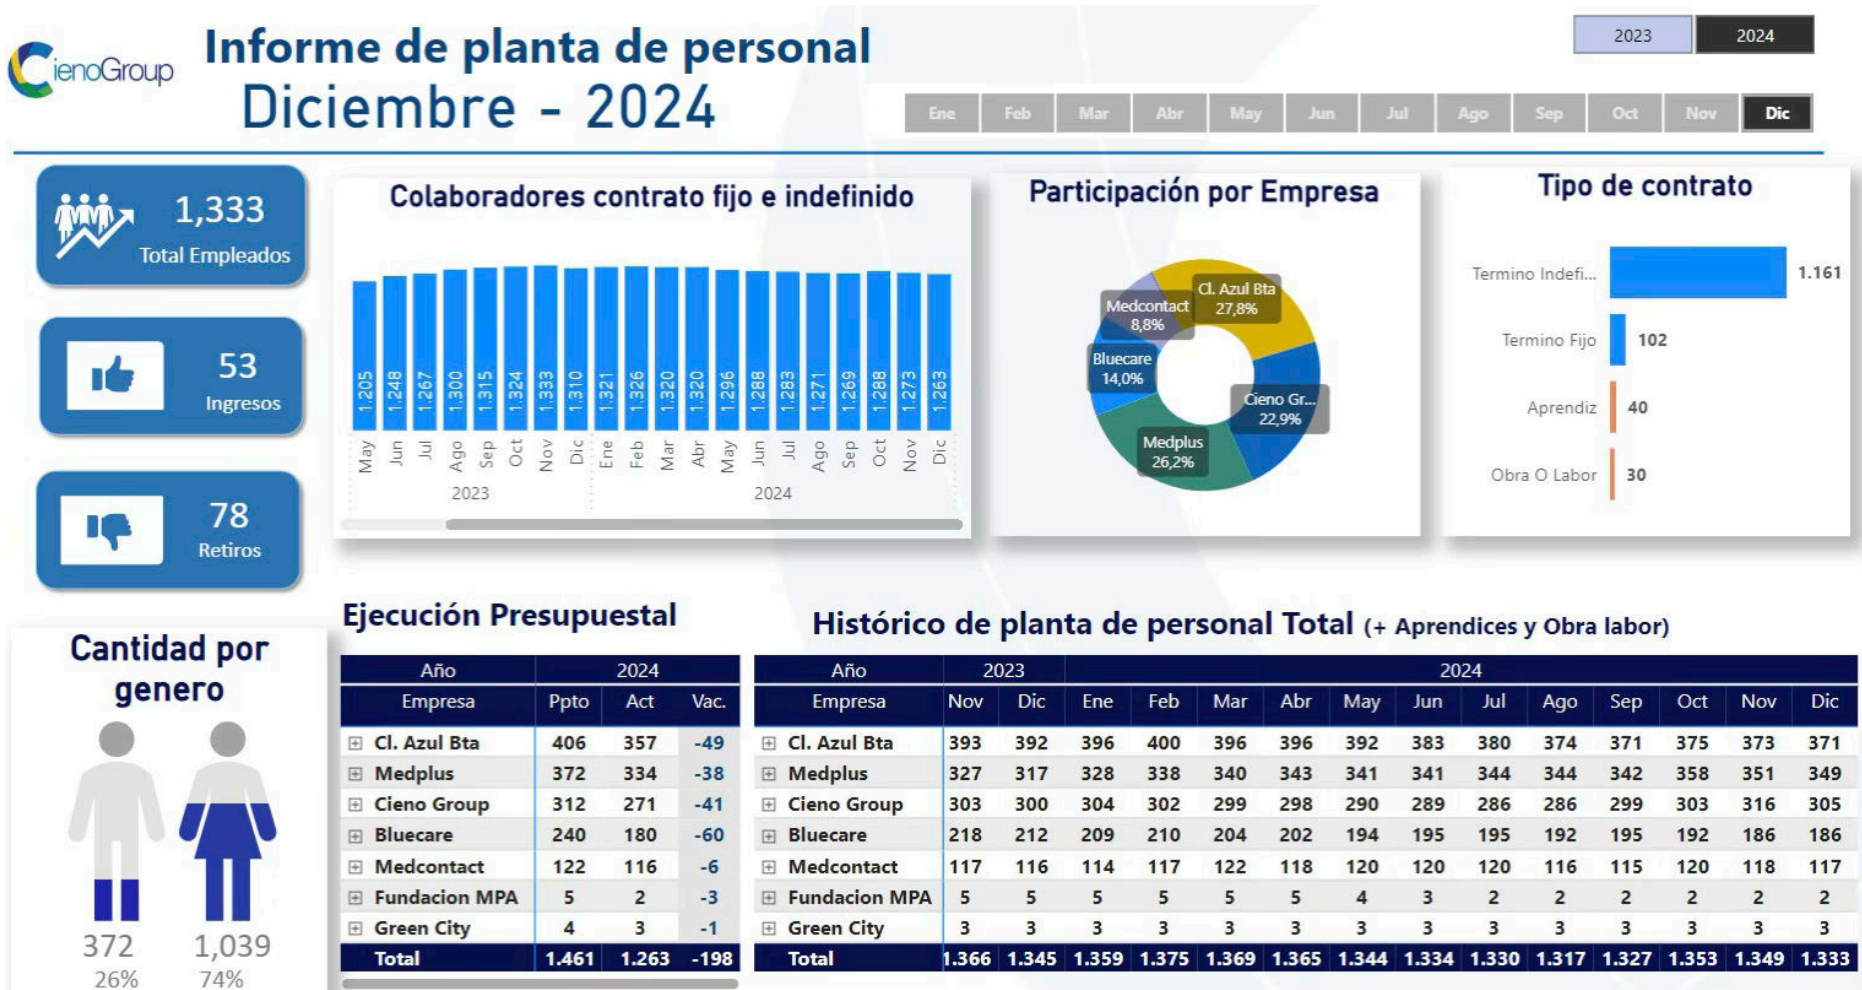 CienoGroup
Informe de planta de personal
Diciembre - 2024
2023 2024
Ene Feb Mar Abr May Jun Jul Ago Sep Oct Nov Dic
1,333
Total Empleados
53
Ingresos
78
Retiros
Colaboradores contrato fijo e indefinido
1.205 1.248 1.267 1.300 1.315 1.324 1.333 1.310 1.321 1.326 1.320 1.320 1.296 1.288 1.283 1.271 1.269 1.288 1.273 1.263
May Jun Jul Ago Sep Oct Nov Dic Ene Feb Mar Abr May Jun Jul Ago Sep Oct Nov Dic
2023 2024
Participación por Empresa
Cl. Azul Bta
27,8%
Medcontact
8,8%
Bluecare
14,0%
Cieno Gr...
22,9%
Medplus
26,2%
Tipo de contrato
Termino Indefi... 1.161
Termino Fijo 102
Aprendiz 40
Obra O Labor 30
Cantidad por
genero
372 1,039
26% 74%
Ejecución Presupuestal
Año 2024
Empresa Ppto Act Vac.
Cl. Azul Bta 406 357 -49
Medplus 372 334 -38
Cieno Group 312 271 -41
Bluecare 240 180 -60
Medcontact 122 116 -6
Fundacion MPA 5 2 -3
Green City 4 3 -1
Total 1.461 1.263 -198
Histórico de planta de personal Total (+ Aprendices y Obra labor)
Año 2023 2024
Empresa Nov Dic Ene Feb Mar Abr May Jun Jul Ago Sep Oct Nov Dic
Cl. Azul Bta 393 392 396 400 396 396 392 383 380 374 371 375 373 371
Medplus 327 317 328 338 340 343 341 341 344 344 342 358 351 349
Cieno Group 303 300 304 302 299 298 290 289 286 286 299 303 316 305
Bluecare 218 212 209 210 204 202 194 195 195 192 195 192 186 186
Medcontact 117 116 114 117 122 118 120 120 120 116 115 120 118 117
Fundacion MPA 5 5 5 5 5 5 4 3 2 2 2 2 2 2
Green City 3 3 3 3 3 3 3 3 3 3 3 3 3 3
Total 1.366 1.345 1.359 1.375 1.369 1.365 1.344 1.334 1.330 1.317 1.327 1.353 1.349 1.333